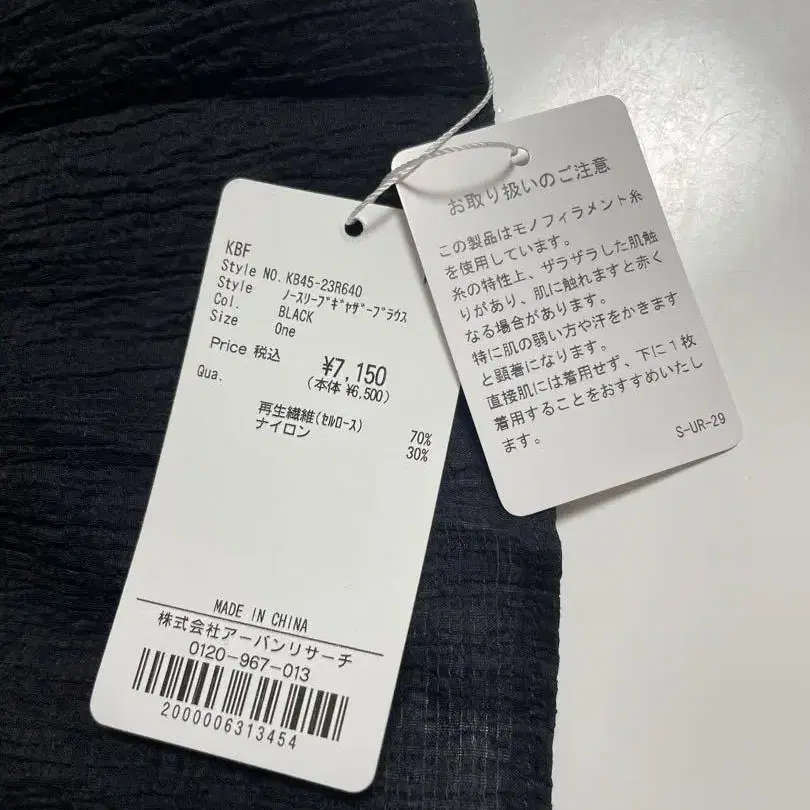 KBF
Style NO. KB45-23R640
Style ノースリーブギャザーブラウス
Col. BLACK
Size One
Price 税込 ¥7,150
(本体 ¥6,500)
Qua.
再生繊維(セルロース) 70%
ナイロン 30%
MADE IN CHINA
株式会社アーバンリサーチ
0120-967-013
2000006313454
お取り扱いのご注意
この製品はモノフィラメント糸
を使用しています。
糸の特性上、ザラザラした肌触
りがあり、肌に触れますと赤く
なる場合があります。
特に肌の弱い方や汗をかきます
と顕著になります。
直接肌には着用せず、下に1枚
着用することをおすすめいたし
ます。
S-UR-29